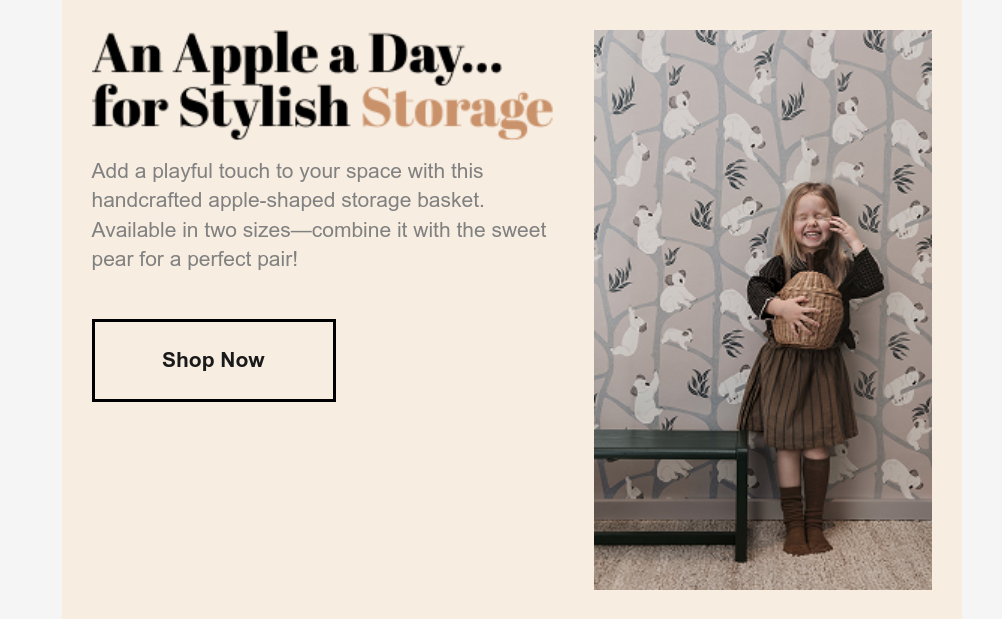 An Apple a Day...
for Stylish Storage
Add a playful touch to your space with this
handcrafted apple-shaped storage basket.
Available in two sizes—combine it with the sweet
pear for a perfect pair!
Shop Now